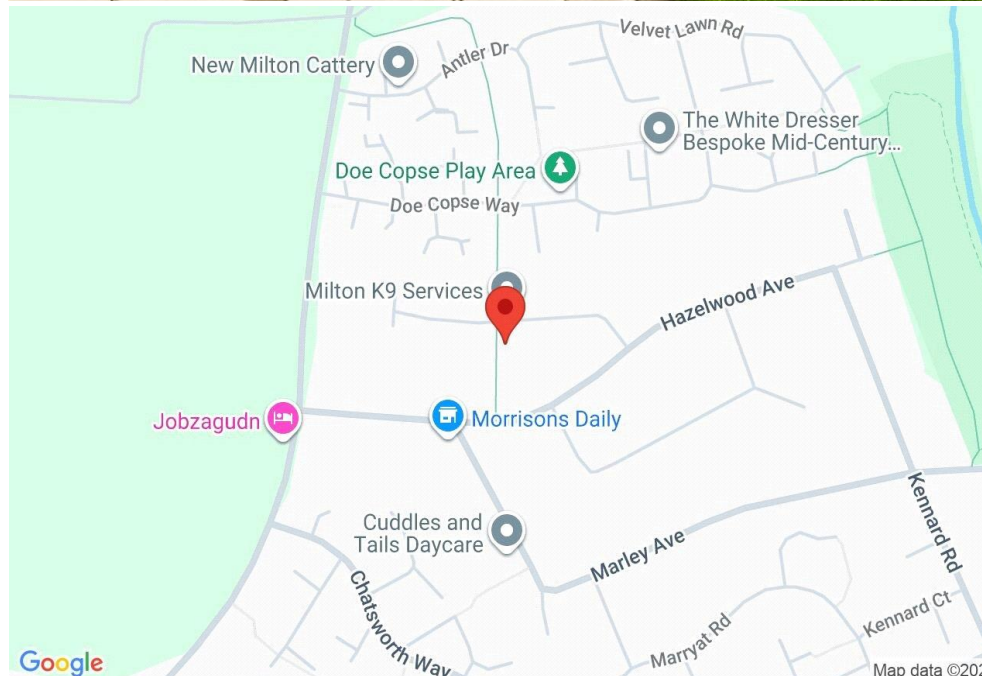 Velvet Lawn Rd
Antler Dr
New Milton Cattery
The White Dresser
Bespoke Mid-Century...
Doe Copse Play Area
Doe Copse Way
Milton K9 Services
Hazelwood Ave
Jobzagudn
Morrisons Daily
Cuddles and
Tails Daycare
Marley Ave
Kennard Rd
Chatsworth Way
Kennard Ct
Marryat Rd
Google
Map data ©202